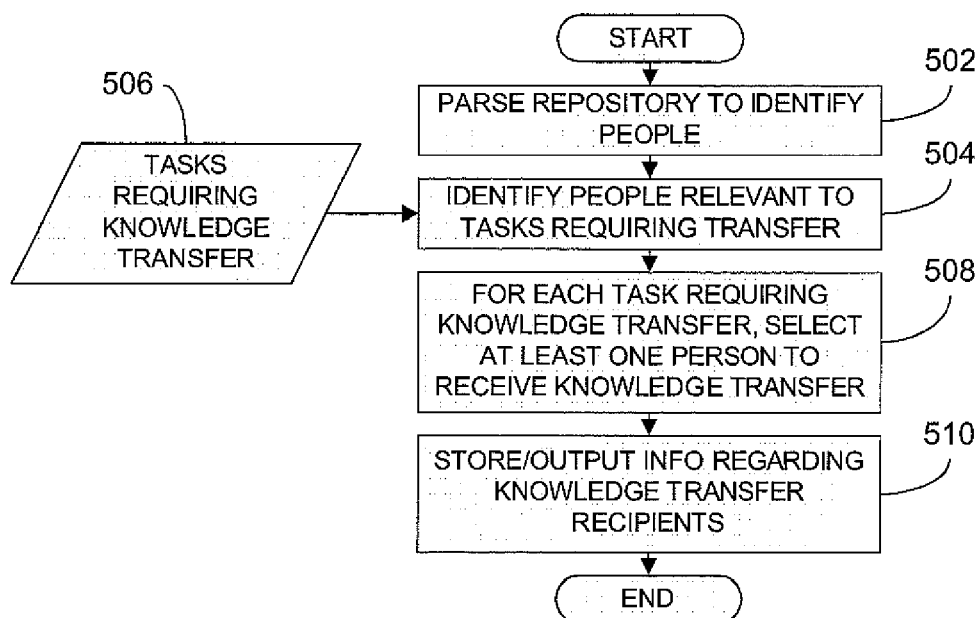 START
502
PARSE REPOSITORY TO IDENTIFY
PEOPLE
506
TASKS
REQUIRING
KNOWLEDGE
TRANSFER
504
IDENTIFY PEOPLE RELEVANT TO
TASKS REQUIRING TRANSFER
508
FOR EACH TASK REQUIRING
KNOWLEDGE TRANSFER, SELECT
AT LEAST ONE PERSON TO
RECEIVE KNOWLEDGE TRANSFER
510
STORE/OUTPUT INFO REGARDING
KNOWLEDGE TRANSFER
RECIPIENTS
END